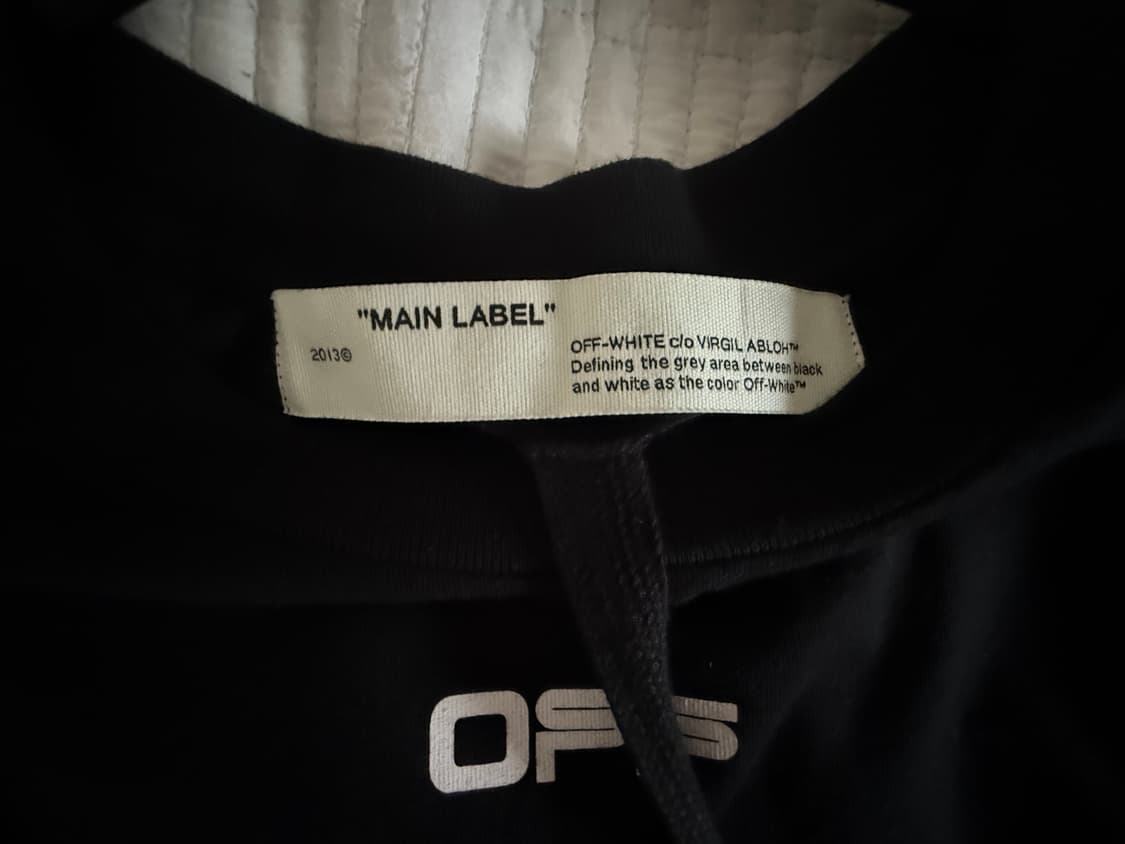 "MAIN LABEL"
2013©
OFF-WHITE c/o VIRGIL ABLOH™
Defining the grey area between black
and white as the color Off-White™